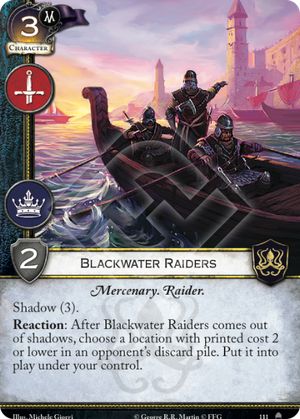 3
M
CHARACTER
2
BLACKWATER RAIDERS
Mercenary. Raider.
Shadow (3).
Reaction: After Blackwater Raiders comes out
of shadows, choose a location with printed cost 2
or lower in an opponent's discard pile. Put it into
play under your control.
Illus. Michele Giorgi © George R.R. Martin © FFG 111